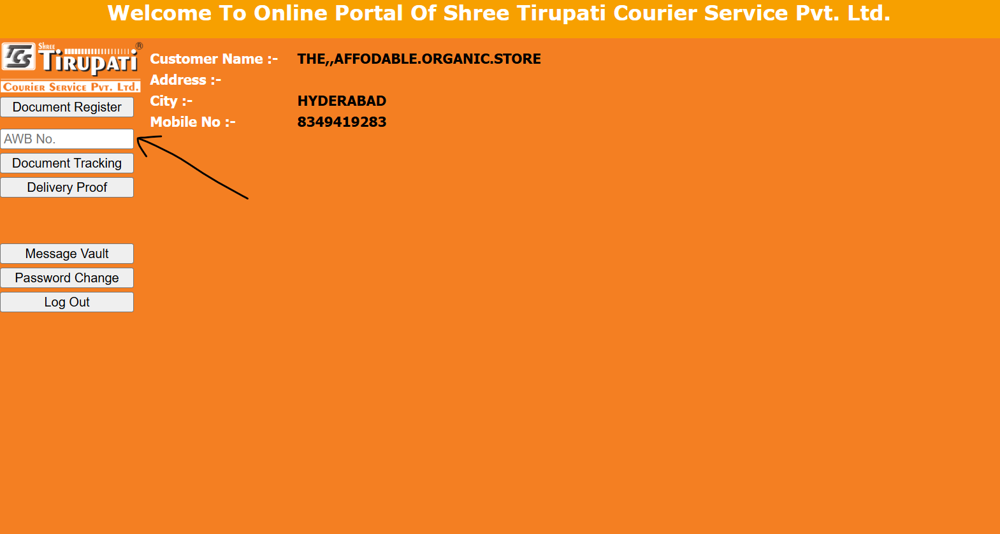 Welcome To Online Portal Of Shree Tirupati Courier Service Pvt. Ltd.
TCS SHREE TIRUPATI ®
COURIER SERVICE PVT. LTD.
Customer Name :- THE,,AFFODABLE.ORGANIC.STORE
Address :-
City :- HYDERABAD
Mobile No :- 8349419283
Document Register
AWB No.
Document Tracking
Delivery Proof
Message Vault
Password Change
Log Out